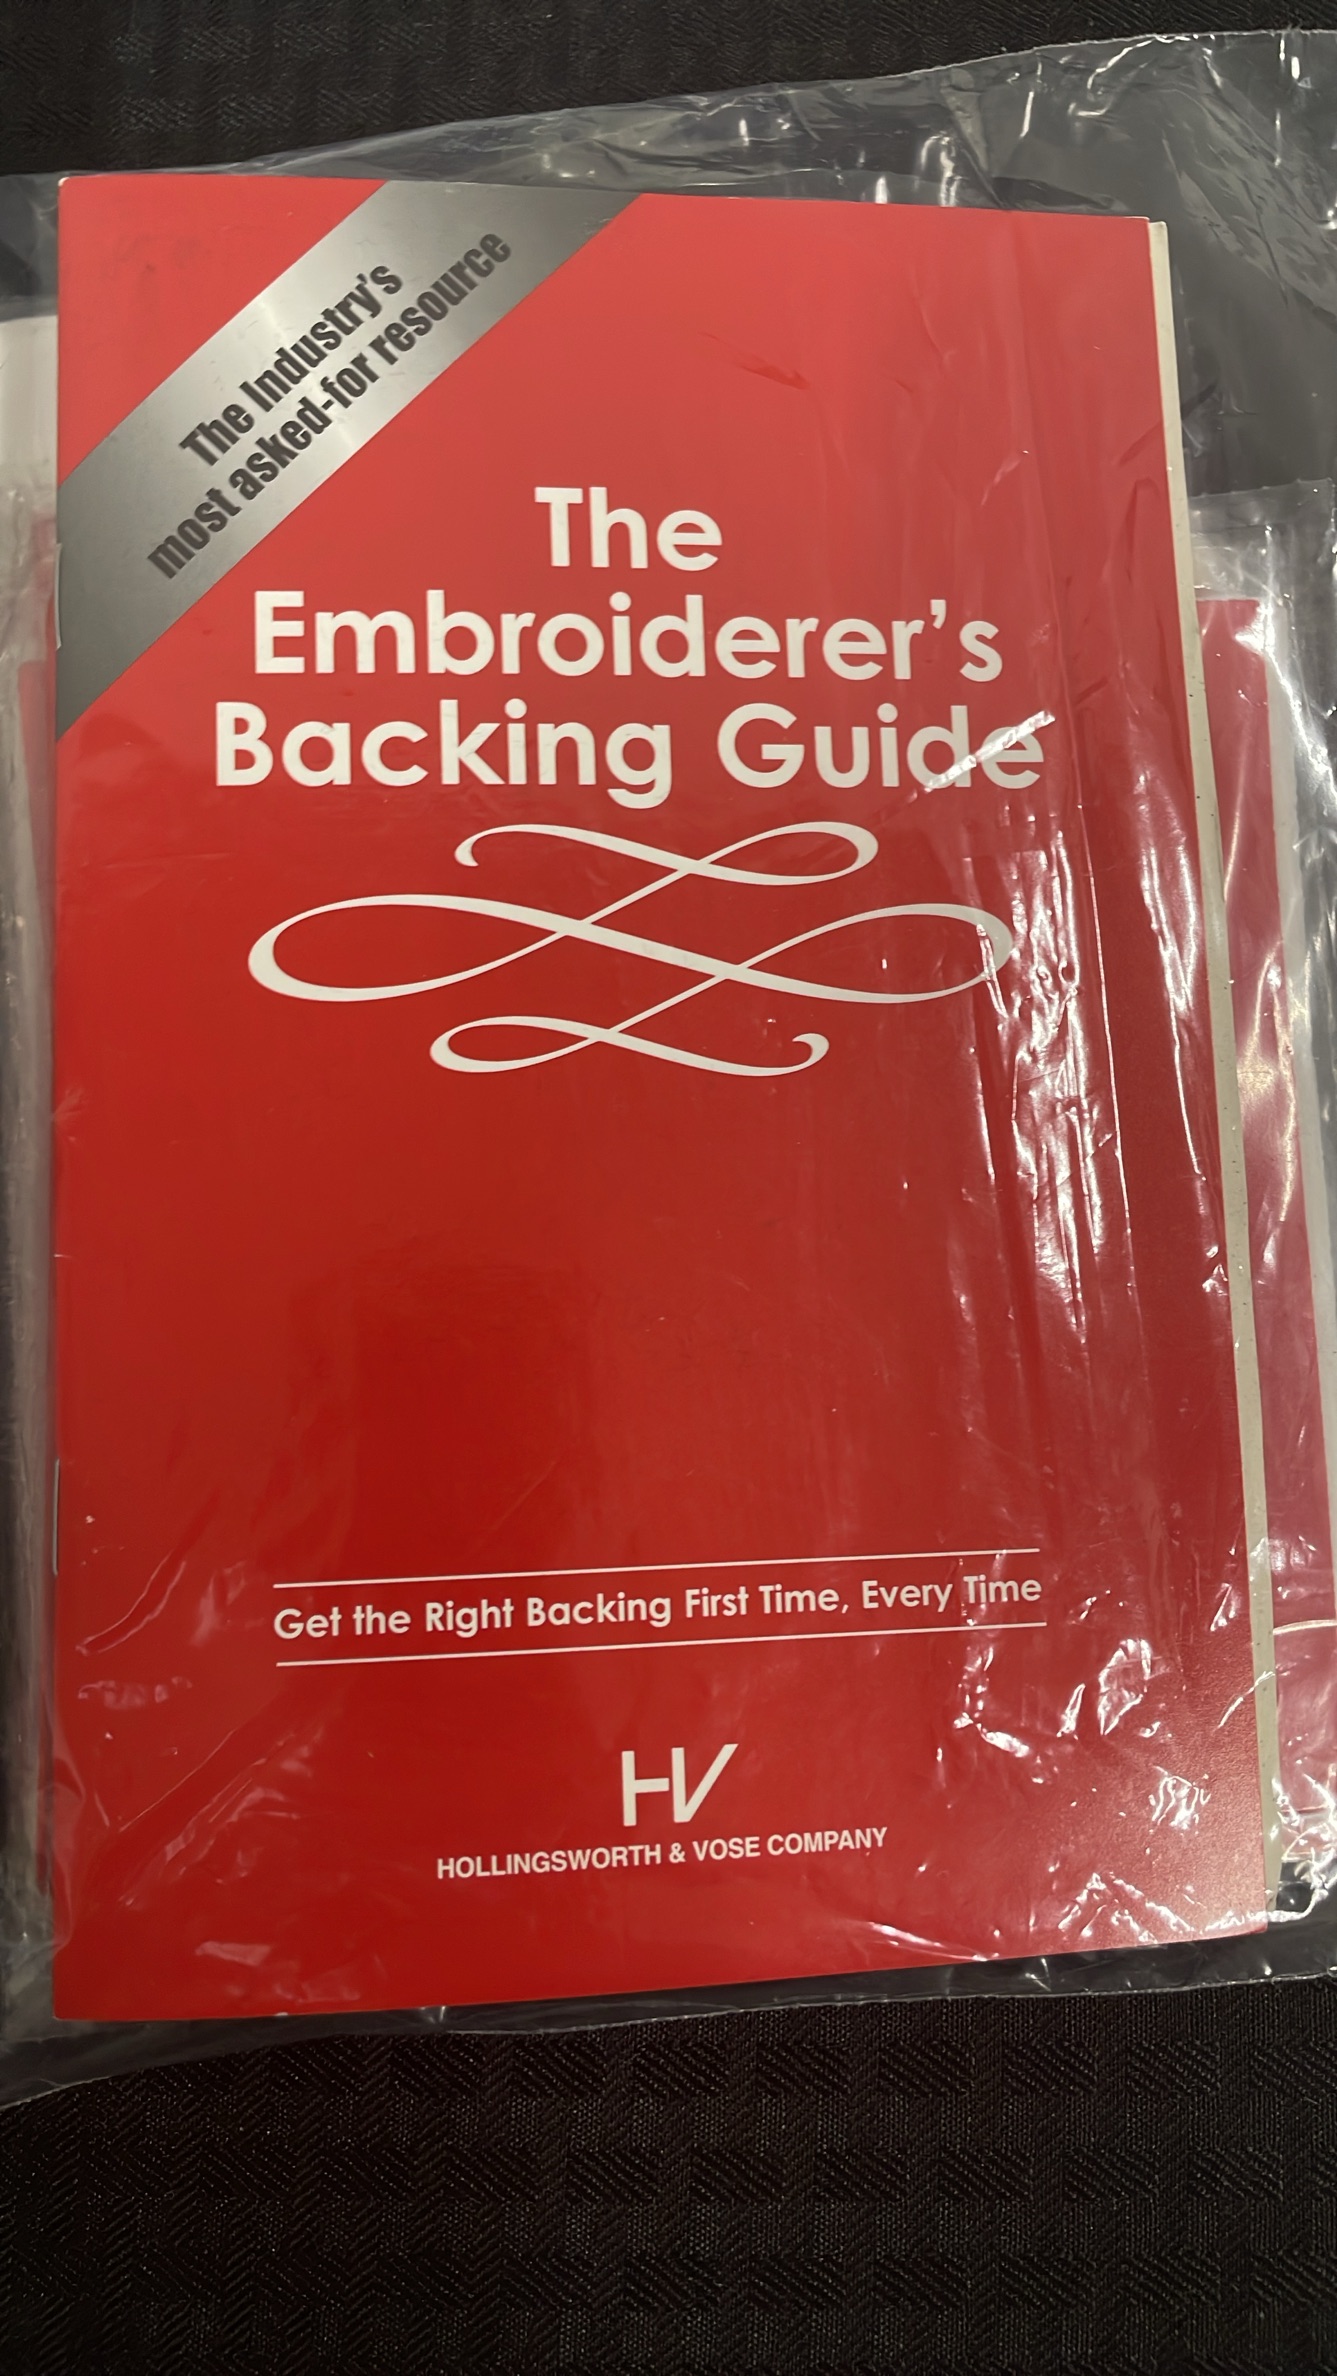 The Industry's
most asked-for resource
The
Embroiderer's
Backing Guide
Get the Right Backing First Time, Every Time
HV
HOLLINGSWORTH & VOSE COMPANY